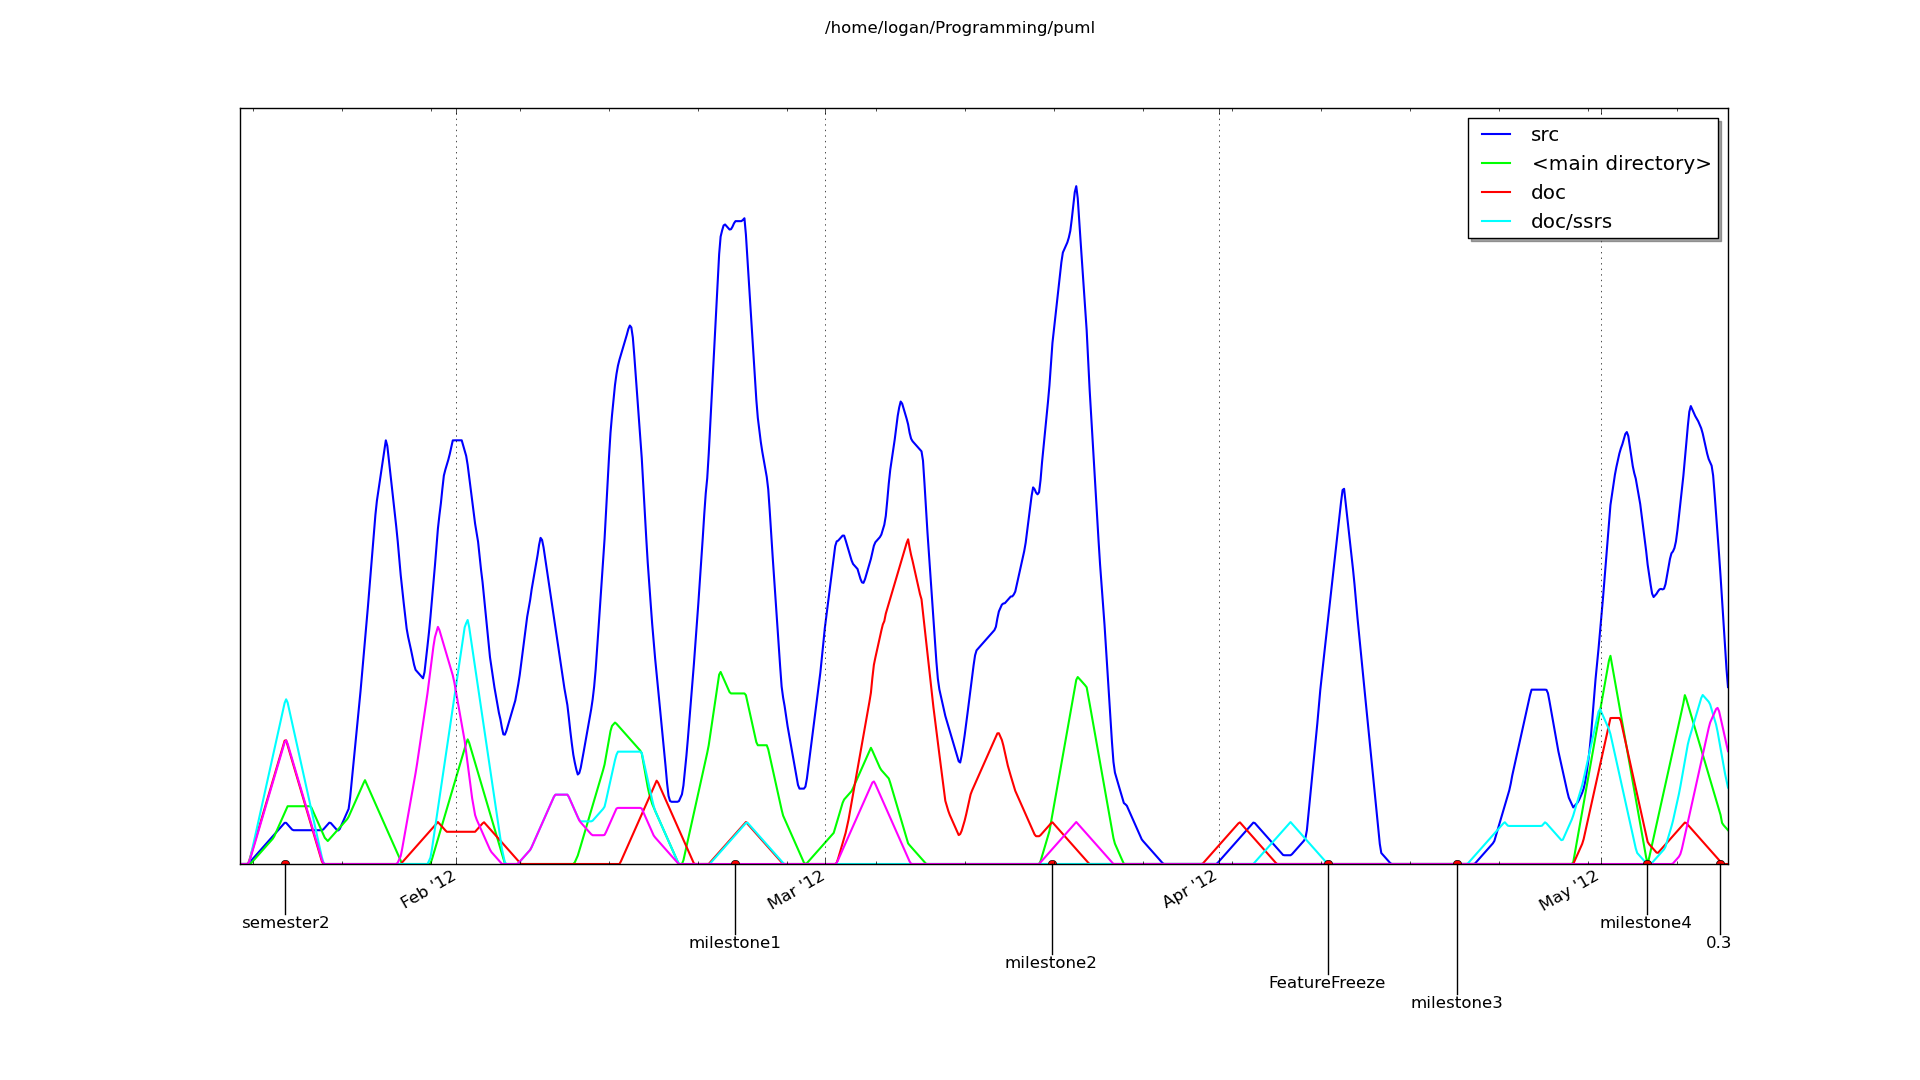 /home/logan/Programming/puml
src
<main directory>
doc
doc/ssrs
Feb '12
Mar '12
Apr '12
May '12
semester2
milestone1
milestone2
FeatureFreeze
milestone3
milestone4
0.3